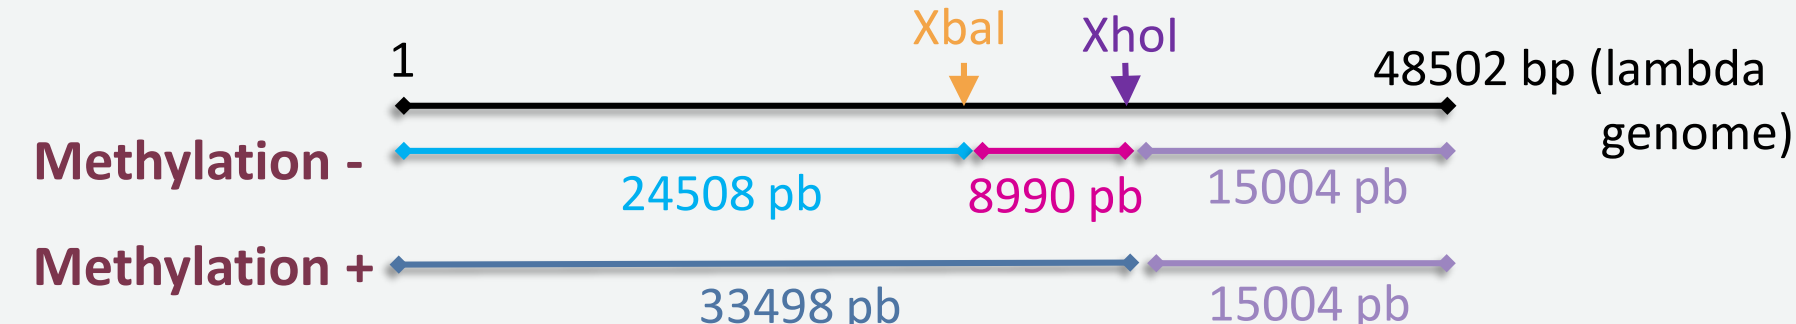 XbaI
XhoI
1
48502 bp (lambda
genome)
Methylation -
24508 pb
8990 pb
15004 pb
Methylation +
33498 pb
15004 pb